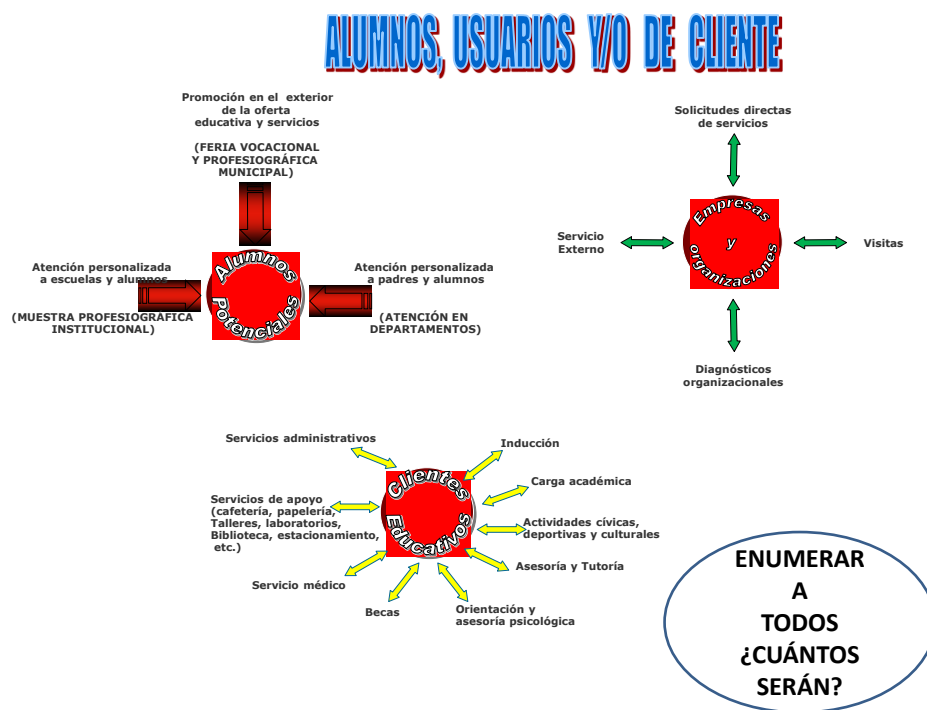 ALUMNOS, USUARIOS Y/O DE CLIENTE
Promoción en el exterior
de la oferta
educativa y servicios
(FERIA VOCACIONAL
Y PROFESIOGRÁFICA
MUNICIPAL)
Atención personalizada
a escuelas y alumnos
(MUESTRA PROFESIOGRÁFICA
INSTITUCIONAL)
Alumnos
Potenciales
Atención personalizada
a padres y alumnos
(ATENCIÓN EN
DEPARTAMENTOS)
Solicitudes directas
de servicios
Servicio
Externo
Empresas
y
organizaciones
Visitas
Diagnósticos
organizacionales
Servicios administrativos
Servicios de apoyo
(cafetería, papelería,
Talleres, laboratorios,
Biblioteca, estacionamiento,
etc.)
Servicio médico
Becas
Clientes
Educativos
Inducción
Carga académica
Actividades cívicas,
deportivas y culturales
Asesoría y Tutoría
Orientación y
asesoría psicológica
ENUMERAR
A
TODOS
¿CUÁNTOS
SERÁN?